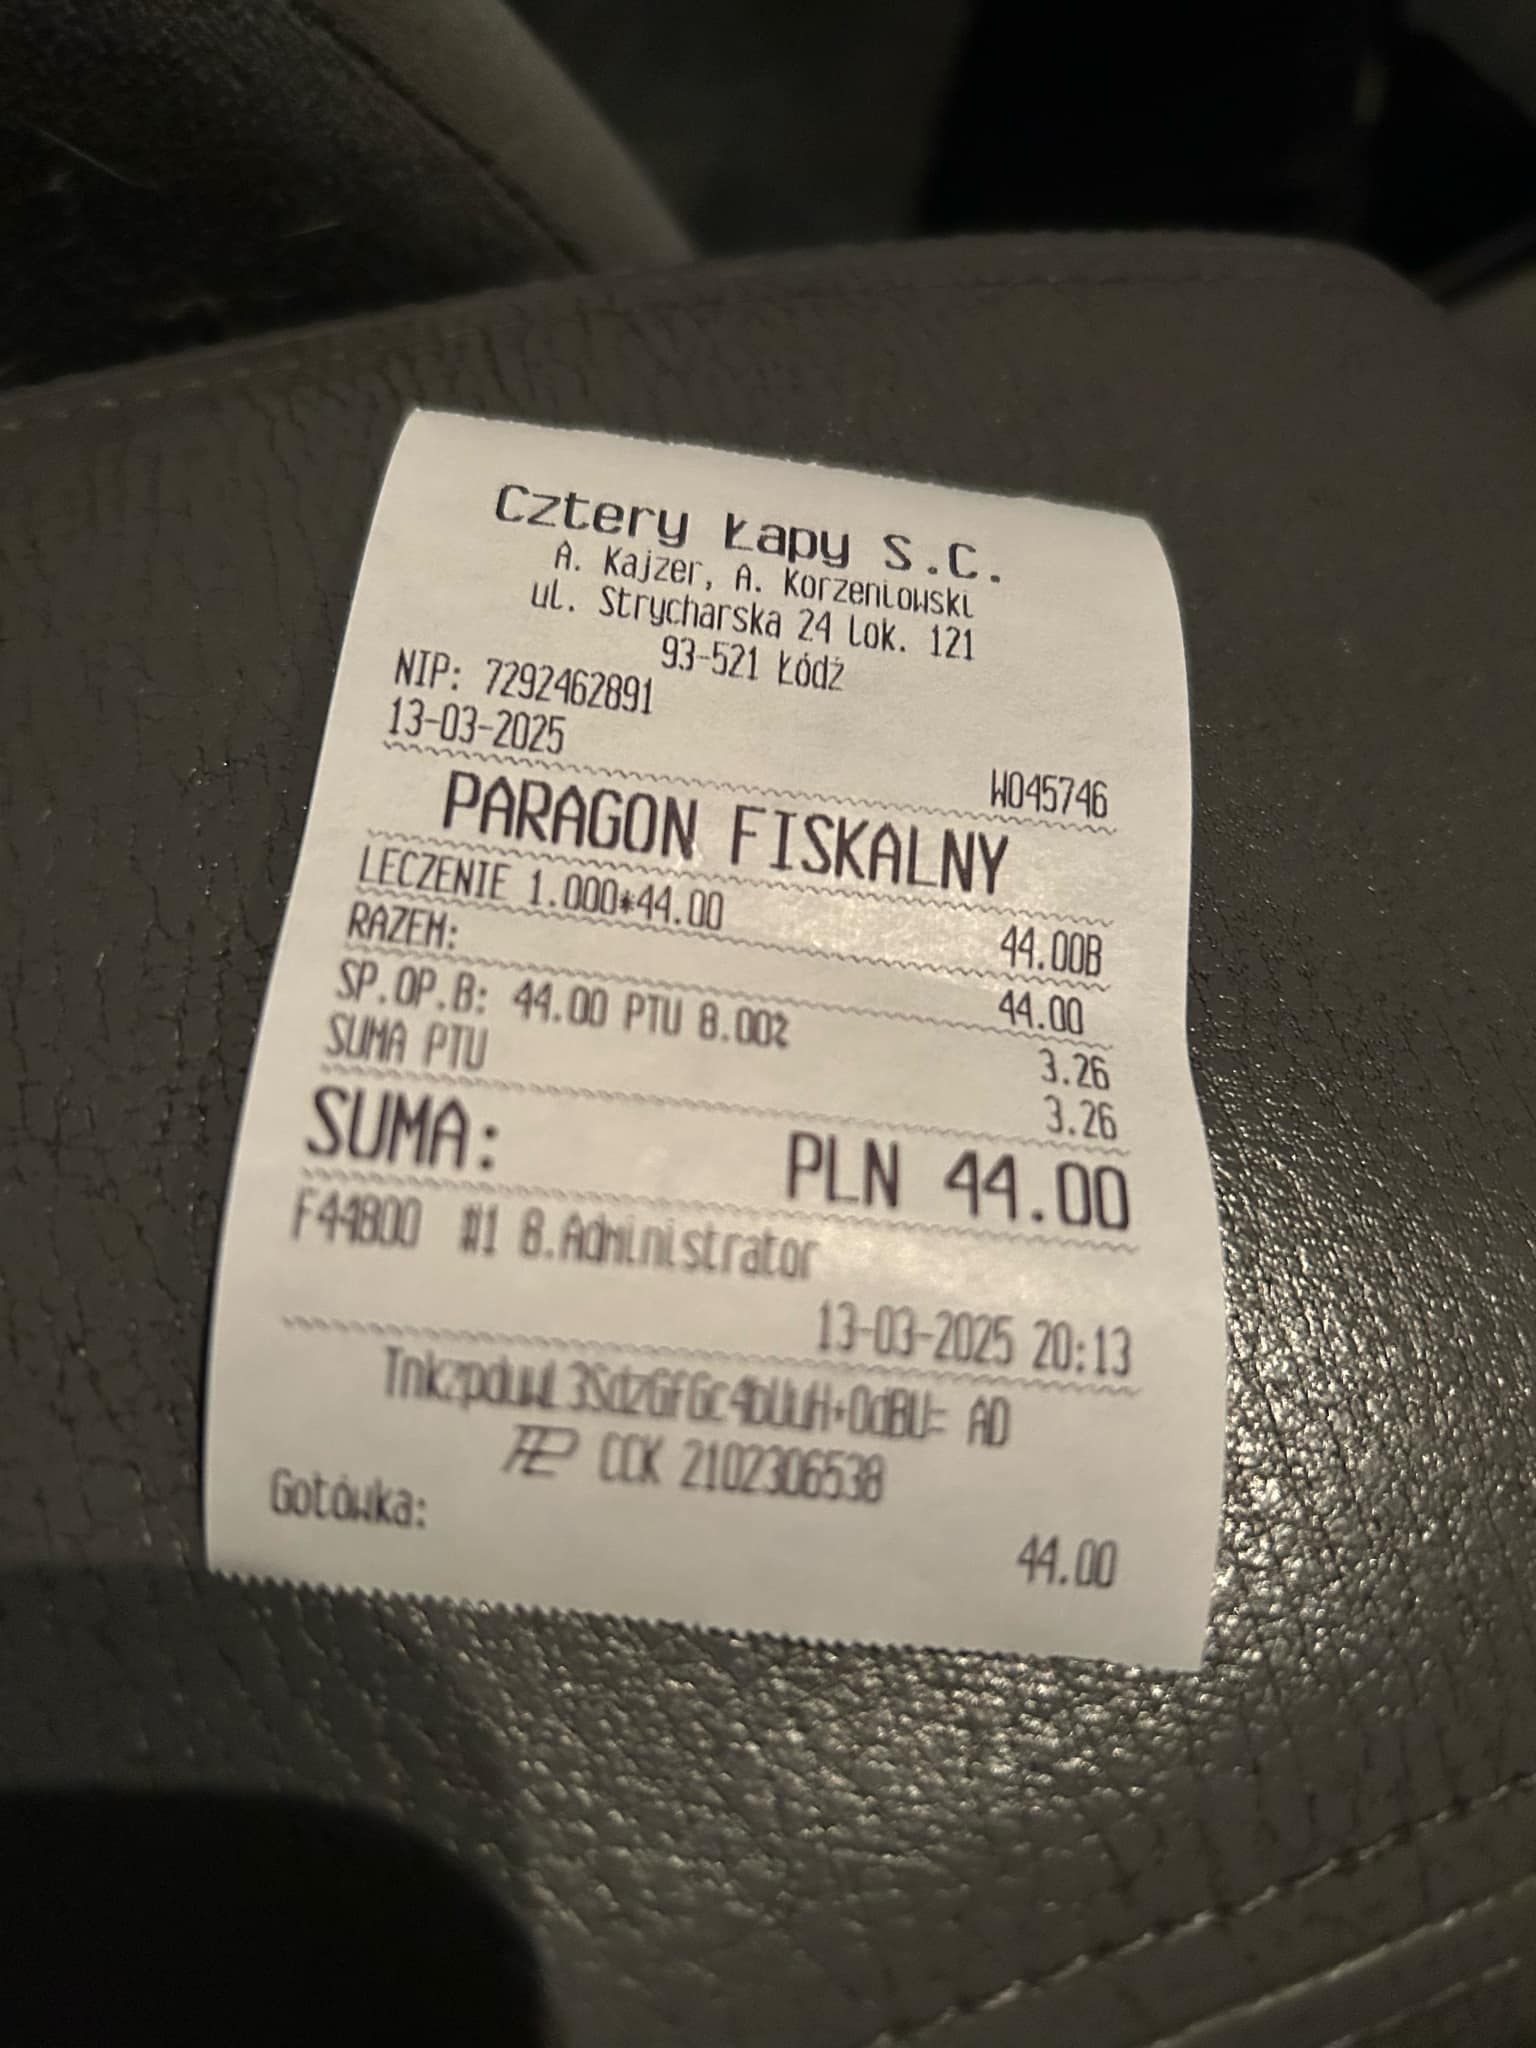 Cztery Łapy S.C.
A. Kajzer, A. Korzeniowski
ul. Strycharska 24 lok. 121
93-521 Łódź
NIP: 7292462891
13-03-2025 W045746
PARAGON FISKALNY
LECZENIE 1.000*44.00 44.00B
RAZEM: 44.00
SP.OP.B: 44.00 PTU 8.00% 3.26
SUMA PTU 3.26
SUMA: PLN 44.00
F44800 #1 B.Administrator
13-03-2025 20:13
AD
CCK 2102306538
Gotówka: 44.00